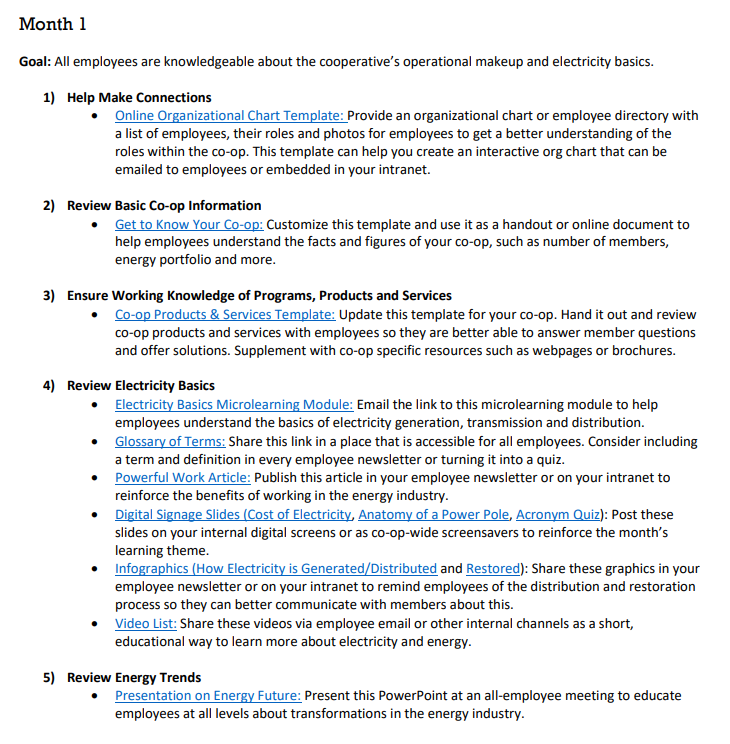 Month 1
Goal: All employees are knowledgeable about the cooperative’s operational makeup and electricity basics.
1) Help Make Connections
• Online Organizational Chart Template: Provide an organizational chart or employee directory with
a list of employees, their roles and photos for employees to get a better understanding of the
roles within the co-op. This template can help you create an interactive org chart that can be
emailed to employees or embedded in your intranet.
2) Review Basic Co-op Information
• Get to Know Your Co-op: Customize this template and use it as a handout or online document to
help employees understand the facts and figures of your co-op, such as number of members,
energy portfolio and more.
3) Ensure Working Knowledge of Programs, Products and Services
• Co-op Products & Services Template: Update this template for your co-op. Hand it out and review
co-op products and services with employees so they are better able to answer member questions
and offer solutions. Supplement with co-op specific resources such as webpages or brochures.
4) Review Electricity Basics
• Electricity Basics Microlearning Module: Email the link to this microlearning module to help
employees understand the basics of electricity generation, transmission and distribution.
• Glossary of Terms: Share this link in a place that is accessible for all employees. Consider including
a term and definition in every employee newsletter or turning it into a quiz.
• Powerful Work Article: Publish this article in your employee newsletter or on your intranet to
reinforce the benefits of working in the energy industry.
• Digital Signage Slides (Cost of Electricity, Anatomy of a Power Pole, Acronym Quiz): Post these
slides on your internal digital screens or as co-op-wide screensavers to reinforce the month’s
learning theme.
• Infographics (How Electricity is Generated/Distributed and Restored): Share these graphics in your
employee newsletter or on your intranet to remind employees of the distribution and restoration
process so they can better communicate with members about this.
• Video List: Share these videos via employee email or other internal channels as a short,
educational way to learn more about electricity and energy.
5) Review Energy Trends
• Presentation on Energy Future: Present this PowerPoint at an all-employee meeting to educate
employees at all levels about transformations in the energy industry.